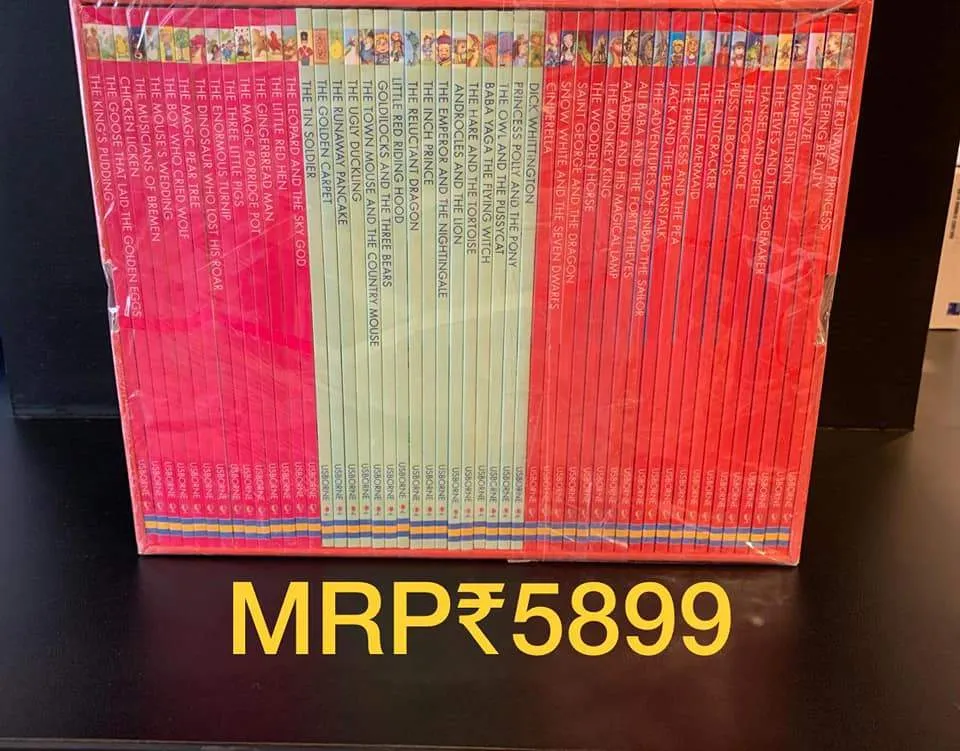 THE KING'S PUDDING
THE GOOSE THAT LAID THE GOLDEN EGGS
CHICKEN LICKEN
THE MUSICIANS OF BREMEN
THE MOUSE'S WEDDING
THE BOY WHO CRIED WOLF
THE MAGIC PEAR TREE
THE DINOSAUR WHO LOST HIS ROAR
THE ENORMOUS TURNIP
THE THREE LITTLE PIGS
THE MAGIC PORRIDGE POT
THE GINGERBREAD MAN
THE LITTLE RED HEN
THE LEOPARD AND THE SKY GOD
THE TIN SOLDIER
THE GOLDEN CARPET
THE RUNAWAY PANCAKE
THE UGLY DUCKLING
THE TOWN MOUSE AND THE COUNTRY MOUSE
GOLDILOCKS AND THE THREE BEARS
LITTLE RED RIDING HOOD
THE RELUCTANT DRAGON
THE INCH PRINCE
THE EMPEROR AND THE NIGHTINGALE
ANDROCLES AND THE LION
THE HARE AND THE TORTOISE
BABA YAGA THE FLYING WITCH
THE OWL AND THE PUSSYCAT
PRINCESS POLLY AND THE PONY
DICK WHITTINGTON
CINDERELLA
SNOW WHITE AND THE SEVEN DWARFS
SAINT GEORGE AND THE DRAGON
THE WOODEN HORSE
THE MONKEY KING
ALADDIN AND HIS MAGICAL LAMP
ALI BABA AND THE FORTY THIEVES
THE ADVENTURES OF SINBAD THE SAILOR
JACK AND THE BEANSTALK
THE PRINCESS AND THE PEA
THE LITTLE MERMAID
THE NUTCRACKER
PUSS IN BOOTS
THE FROG PRINCE
HANSEL AND GRETEL
THE ELVES AND THE SHOEMAKER
RUMPELSTILTSKIN
RAPUNZEL
SLEEPING BEAUTY
THE RUNAWAY PRINCESS
USBORNE
MRP₹5899